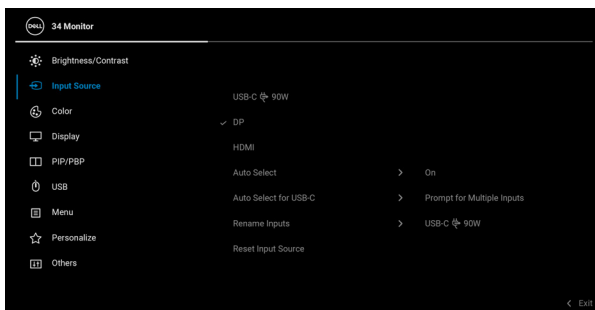 DELL 34 Monitor
Brightness/Contrast
Input Source
USB-C 90W
Color
DP
Display
HDMI
PIP/PBP
Auto Select > On
USB
Auto Select for USB-C > Prompt for Multiple Inputs
Menu
Rename Inputs > USB-C 90W
Personalize
Reset Input Source
Others
< Exit